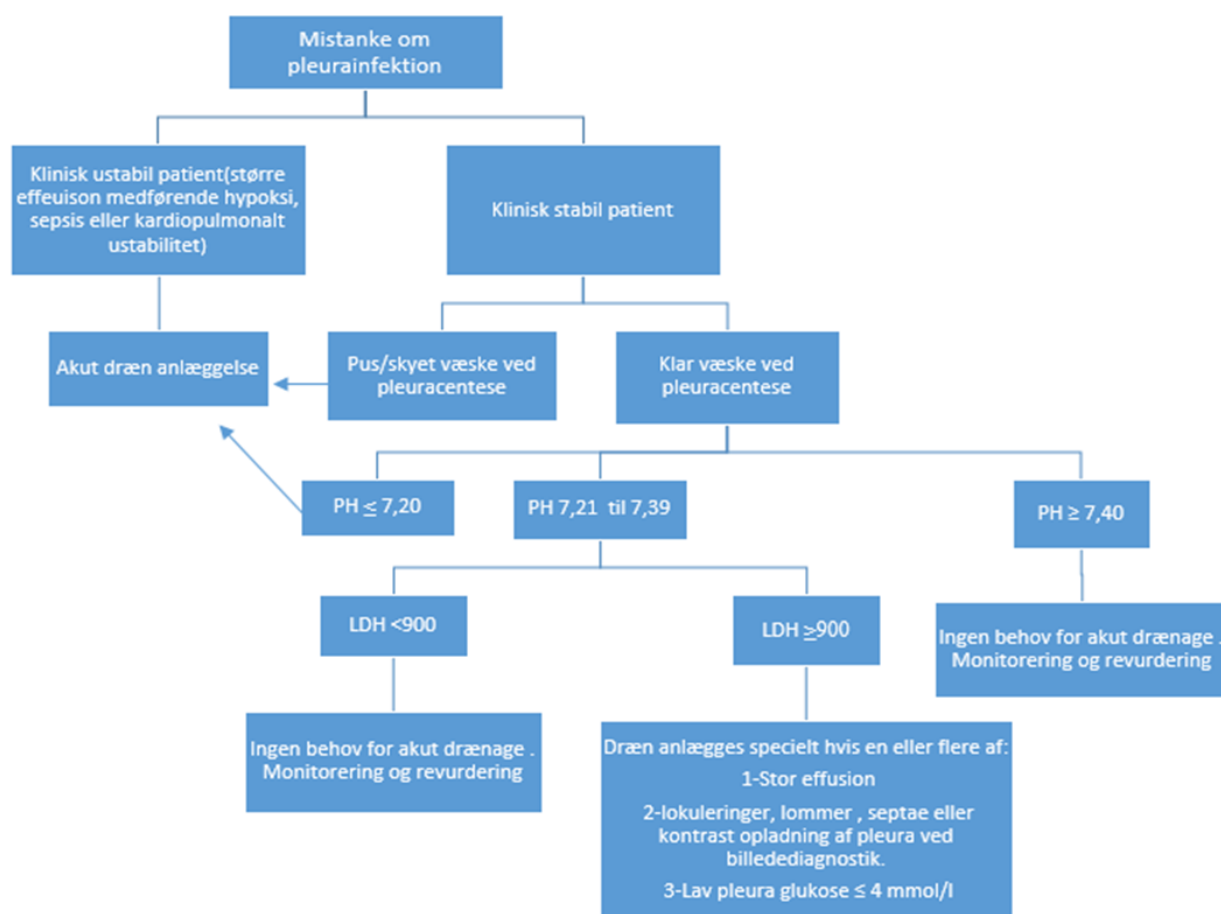 Mistanke om
pleurainfektion
Klinisk ustabil patient(større
effeuison medførende hypoksi,
sepsis eller kardiopulmonalt
ustabilitet)
Klinisk stabil patient
Akut dræn anlæggelse
Pus/skyet væske ved
pleuracentese
Klar væske ved
pleuracentese
PH ≤ 7,20
PH 7,21 til 7,39
PH ≥ 7,40
LDH <900
LDH ≥900
Ingen behov for akut drænage .
Monitorering og revurdering
Ingen behov for akut drænage .
Monitorering og revurdering
Dræn anlægges specielt hvis en eller flere af:
1-Stor effusion
2-lokuleringer, lommer , septae eller
kontrast opladning af pleura ved
billedediagnostik.
3-Lav pleura glukose ≤ 4 mmol/l